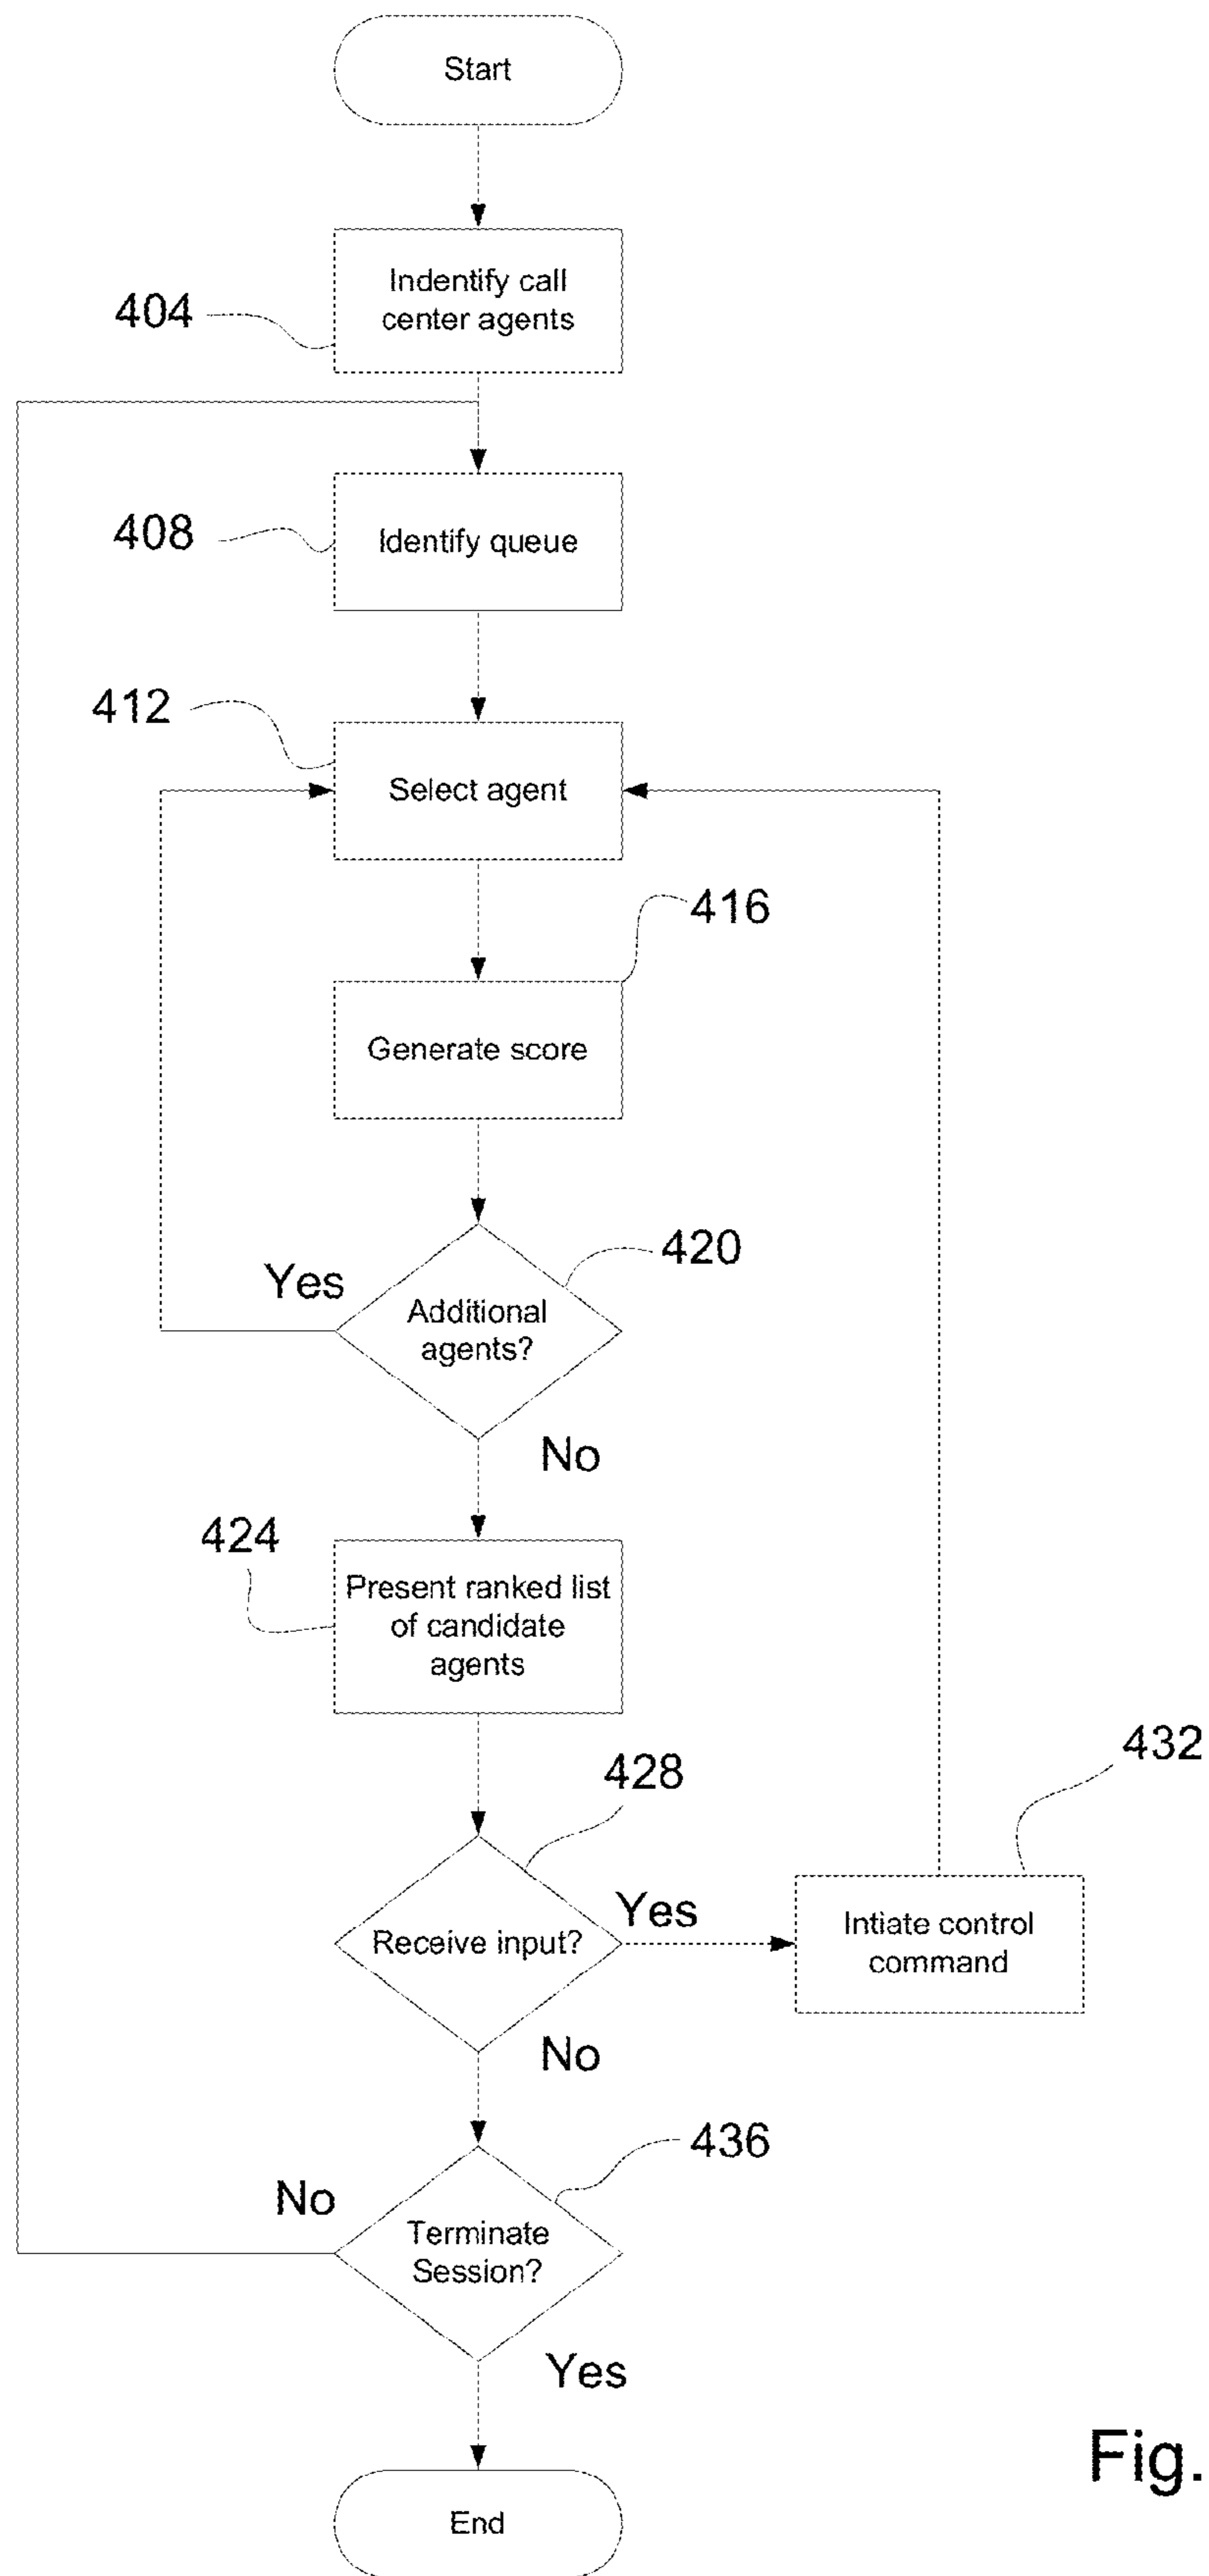 Start
Indentify call
center agents
404
Identify queue
408
412
Select agent
416
Generate score
420
Yes
Additional
agents?
No
424
Present ranked list
of candidate
agents
432
428
Yes
Receive input?
Intiate control
command
No
436
No
Terminate
Session?
Yes
End
Fig.